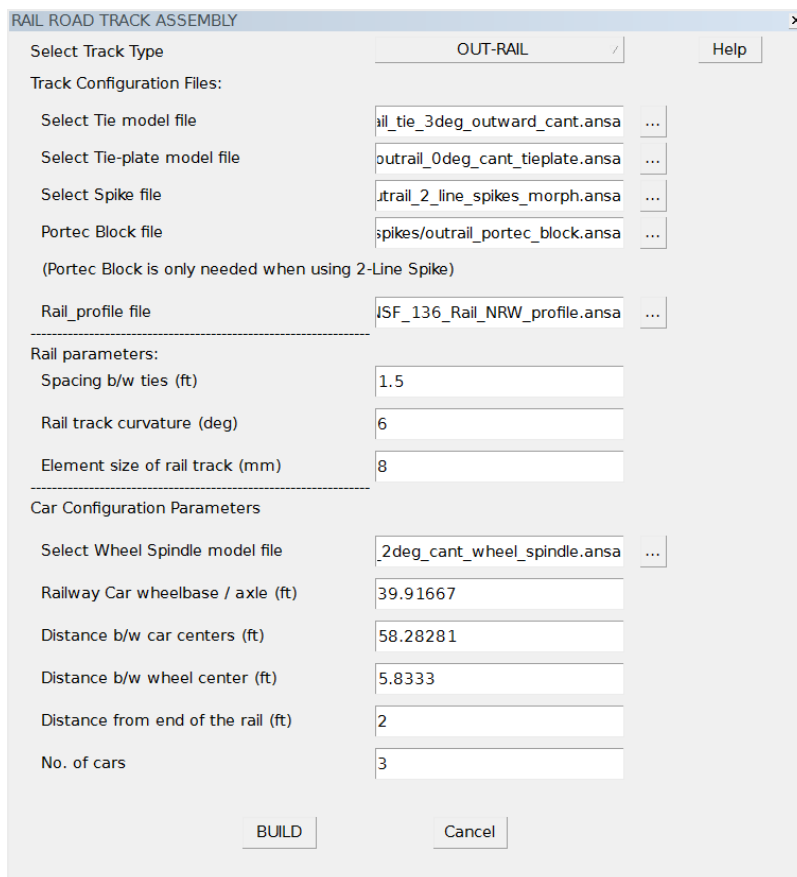 RAIL ROAD TRACK ASSEMBLY
Select Track Type OUT-RAIL Help
Track Configuration Files:
Select Tie model file ail_tie_3deg_outward_cant.ansa ...
Select Tie-plate model file outrail_0deg_cant_tieplate.ansa ...
Select Spike file utrail_2_line_spikes_morph.ansa ...
Portec Block file spikes/outrail_portec_block.ansa ...
(Portec Block is only needed when using 2-Line Spike)
Rail_profile file NSF_136_Rail_NRW_profile.ansa ...
Rail parameters:
Spacing b/w ties (ft) 1.5
Rail track curvature (deg) 6
Element size of rail track (mm) 8
Car Configuration Parameters
Select Wheel Spindle model file _2deg_cant_wheel_spindle.ansa ...
Railway Car wheelbase / axle (ft) 39.91667
Distance b/w car centers (ft) 58.28281
Distance b/w wheel center (ft) 5.8333
Distance from end of the rail (ft) 2
No. of cars 3
BUILD Cancel